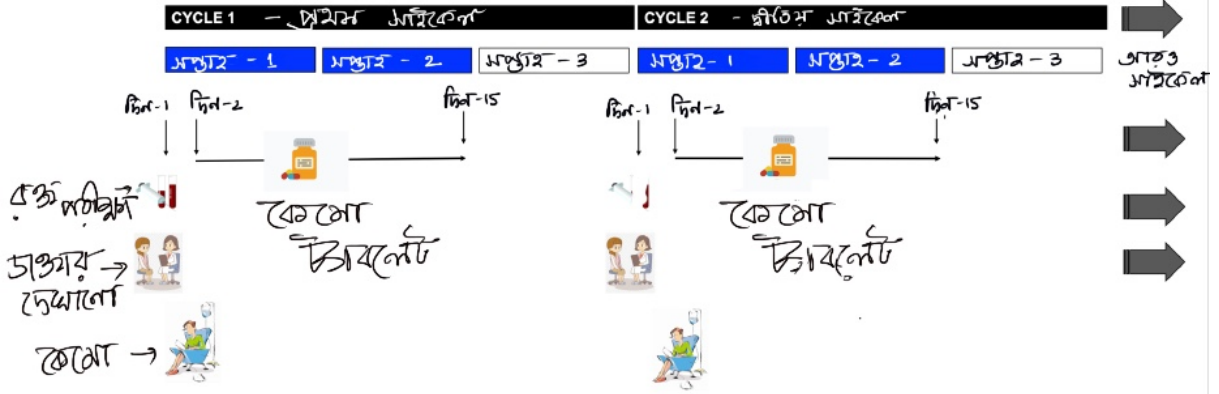 CYCLE 1 - প্রথম সাইকেল
CYCLE 2 - দ্বীতিয় সাইকেল
সপ্তাহ - 1
সপ্তাহ - 2
সপ্তাহ - 3
সপ্তাহ - 1
সপ্তাহ - 2
সপ্তাহ - 3
আরও
সাইকেল
দিন-1
দিন-2
দিন-15
দিন-1
দিন-2
দিন-15
রক্ত পরীক্ষা →
কেমো
ট্যাবলেট
কেমো
ট্যাবলেট
ডাক্তার →
দেখানো
কেমো →